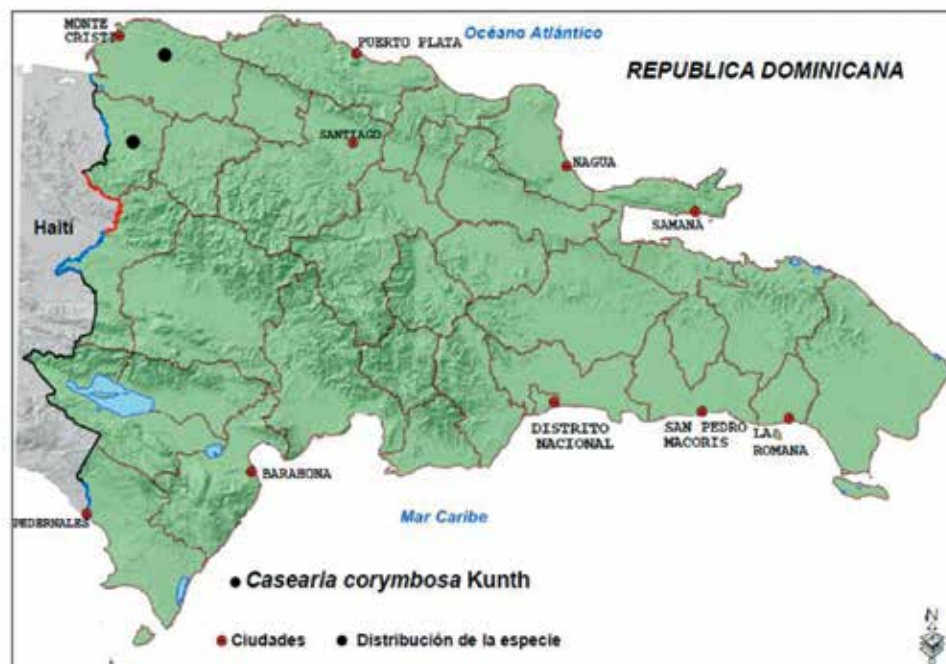 MONTE
CRISTI
PUERTO PLATA
Océano Atlántico
REPUBLICA DOMINICANA
SANTIAGO
NAGUA
SAMANÁ
Haití
DISTRITO
NACIONAL
SAN PEDRO
MACORIS
LA
ROMANA
BARAHONA
PEDERNALES
Mar Caribe
Casearia corymbosa Kunth
Ciudades
Distribución de la especie
N